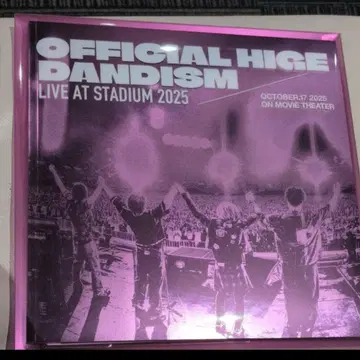 OFFICIAL HIGE
DANDISM
LIVE AT STADIUM 2025
OCTOBER.17 2025
ON MOVIE THEATER